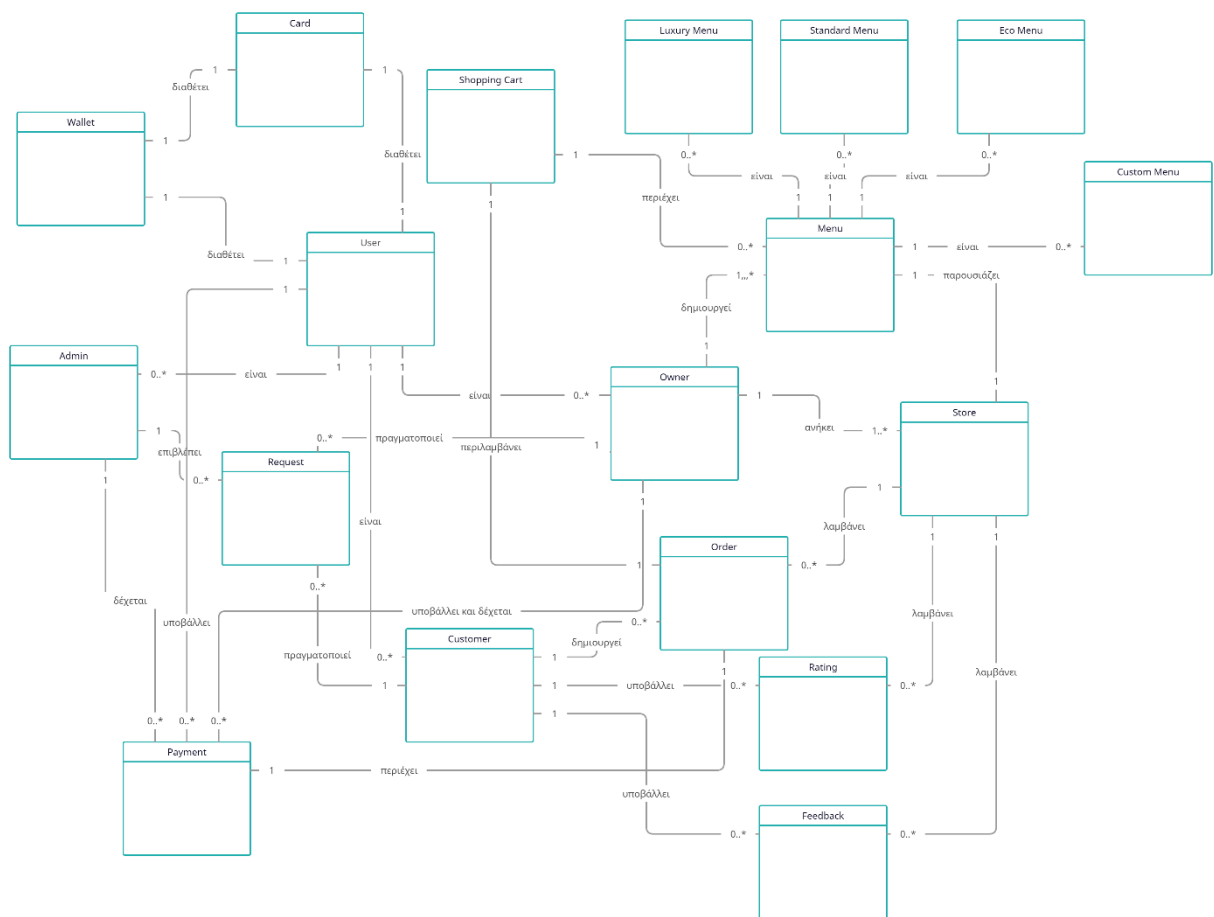 Card
Luxury Menu
Standard Menu
Eco Menu
1
1
Shopping Cart
διαθέτει
Wallet
1
διαθέτει
1
0..*
0..*
0..*
είναι
είναι
είναι
Custom Menu
1
περιέχει
1
1
1
1
1
Menu
User
0..*
1
είναι
0..*
διαθέτει
1
1,,,*
1
παρουσιάζει
1
δημιουργεί
1
Admin
1
1
1
0..*
είναι
Owner
1
είναι
0..*
1
Store
1
επιβλέπει
0..*
πραγματοποιεί
περιλαμβάνει
1
ανήκει
1..*
Request
1
0..*
1
1
λαμβάνει
είναι
Order
1
1
0..*
1
0..*
δέχεται
υποβάλλει
υποβάλλει και δέχεται
0..*
λαμβάνει
Customer
δημιουργεί
πραγματοποιεί
0..*
1
1
Rating
λαμβάνει
1
1
υποβάλλει
0..*
0..*
1
0..*
0..*
0..*
Payment
1
περιέχει
υποβάλλει
Feedback
0..*
0..*